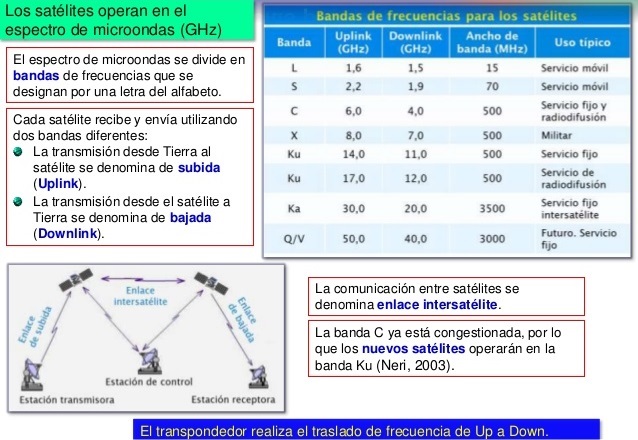 Los satélites operan en el
espectro de microondas (GHz)
El espectro de microondas se divide en
bandas de frecuencias que se
designan por una letra del alfabeto.
Cada satélite recibe y envía utilizando
dos bandas diferentes:
La transmisión desde Tierra al
satélite se denomina de subida
(Uplink).
La transmisión desde el satélite a
Tierra se denomina de bajada
(Downlink).
Bandas de frecuencias para los satélites
Banda Uplink (GHz) Downlink (GHz) Ancho de banda (MHz) Uso típico
L 1,6 1,5 15 Servicio móvil
S 2,2 1,9 70 Servicio móvil
C 6,0 4,0 500 Servicio fijo y radiodifusión
X 8,0 7,0 500 Militar
Ku 14,0 11,0 500 Servicio fijo
Ku 17,0 12,0 500 Servicio de radiodifusión
Ka 30,0 20,0 3500 Servicio fijo intersatélite
Q/V 50,0 40,0 3000 Futuro. Servicio fijo
Enlace
intersatélite
Enlace
de subida
Enlace
de bajada
Estación de control
Estación transmisora
Estación receptora
La comunicación entre satélites se
denomina enlace intersatélite.
La banda C ya está congestionada, por lo
que los nuevos satélites operarán en la
banda Ku (Neri, 2003).
El transpondedor realiza el traslado de frecuencia de Up a Down.